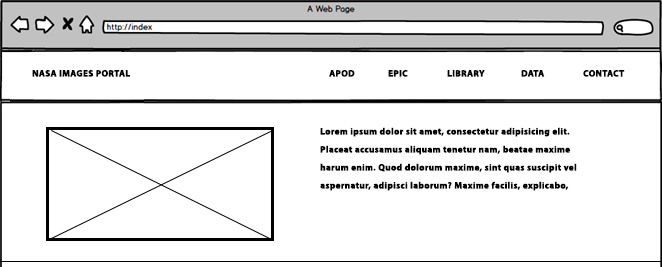 A Web Page
http://index
NASA IMAGES PORTAL APOD EPIC LIBRARY DATA CONTACT
Lorem ipsum dolor sit amet, consectetur adipisicing elit.
Placeat accusamus aliquam tenetur nam, beatae maxime
harum enim. Quod dolorum maxime, sint quas suscipit vel
aspernatur, adipisci laborum? Maxime facilis, explicabo,